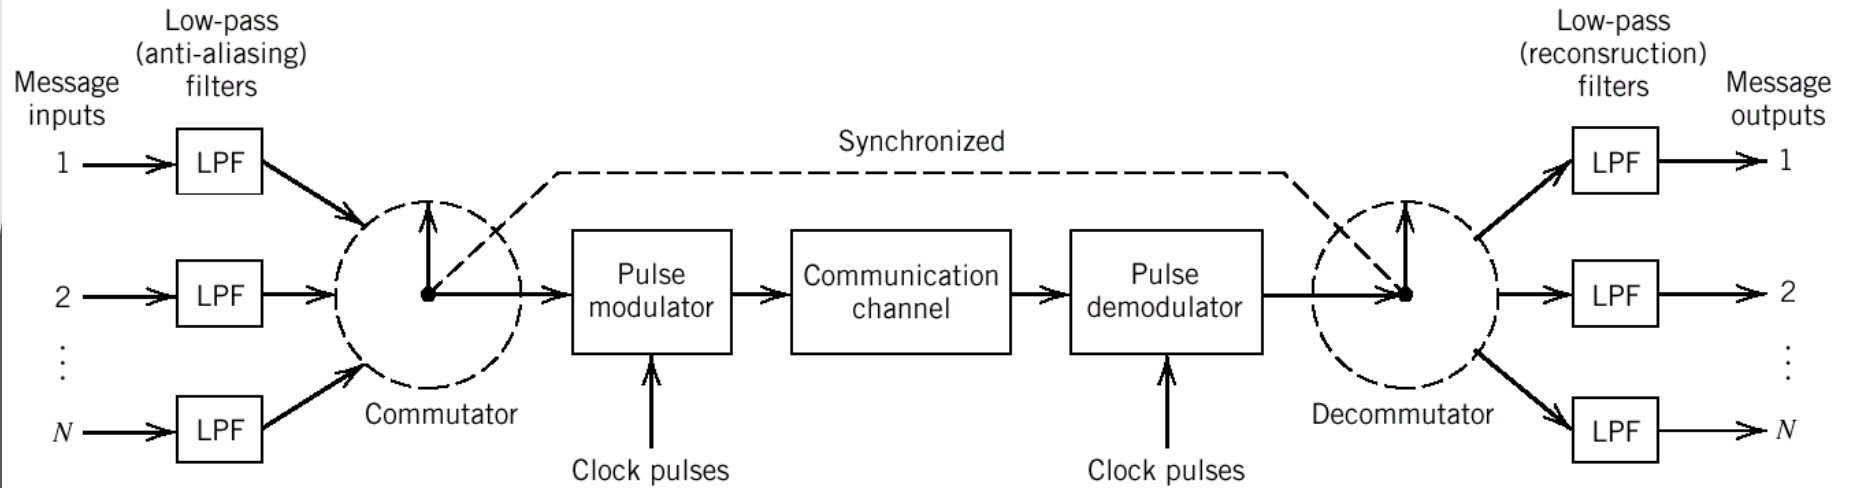 Low-pass
(anti-aliasing)
filters
Message
inputs
1
LPF
2
LPF
⋮
N
LPF
Commutator
Synchronized
Pulse
modulator
Clock pulses
Communication
channel
Pulse
demodulator
Clock pulses
Decommutator
Low-pass
(reconsruction)
filters
Message
outputs
LPF
1
LPF
2
⋮
LPF
N